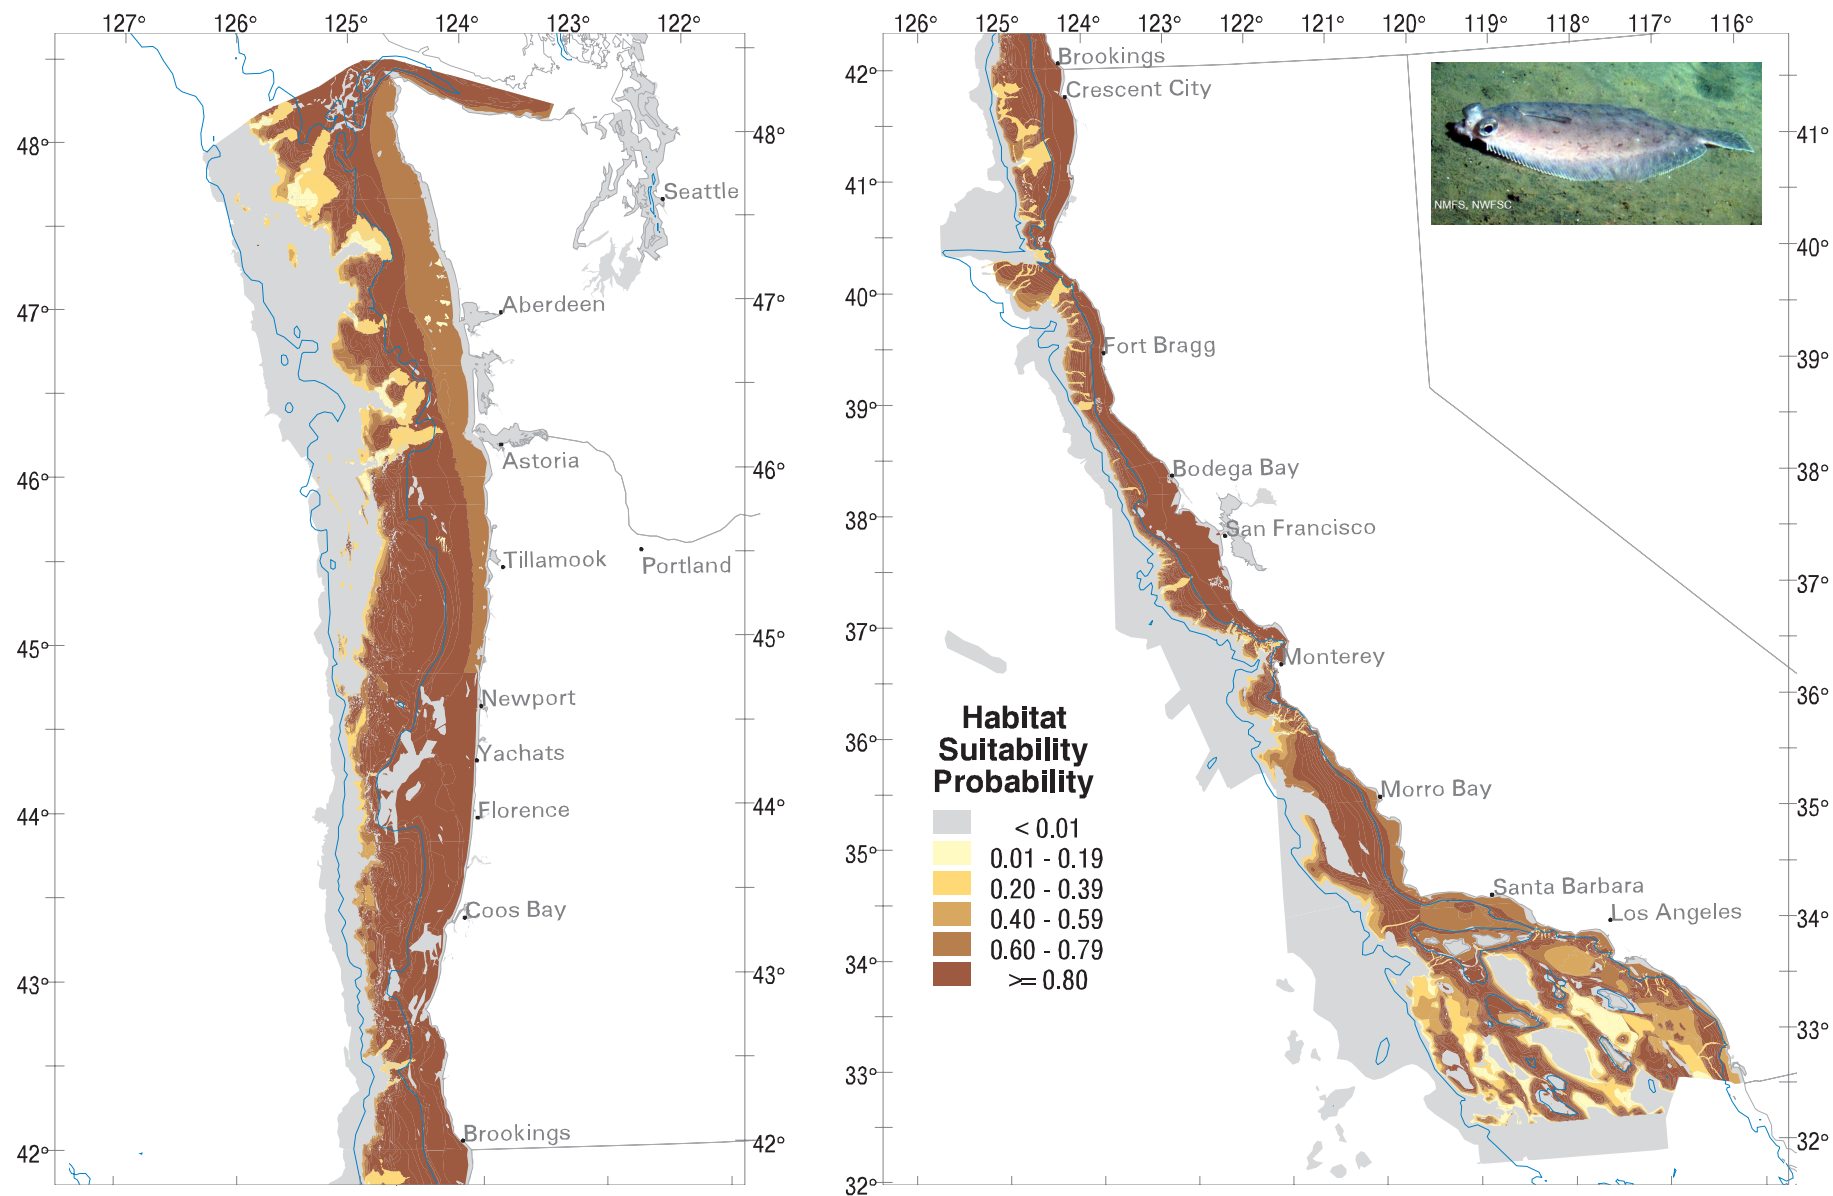 127° 126° 125° 124° 123° 122°
48°
47°
46°
45°
44°
43°
42°
48°
47°
46°
45°
44°
43°
42°
Seattle
Aberdeen
Astoria
Tillamook
Portland
Newport
Yachats
Florence
Coos Bay
Brookings
126° 125° 124° 123° 122° 121° 120° 119° 118° 117° 116°
42°
41°
40°
39°
38°
37°
36°
35°
34°
33°
32°
41°
40°
39°
38°
37°
36°
35°
34°
33°
32°
Brookings
Crescent City
Fort Bragg
Bodega Bay
San Francisco
Monterey
Morro Bay
Santa Barbara
Los Angeles
NMFS, NWFSC
Habitat
Suitability
Probability
< 0.01
0.01 - 0.19
0.20 - 0.39
0.40 - 0.59
0.60 - 0.79
>= 0.80